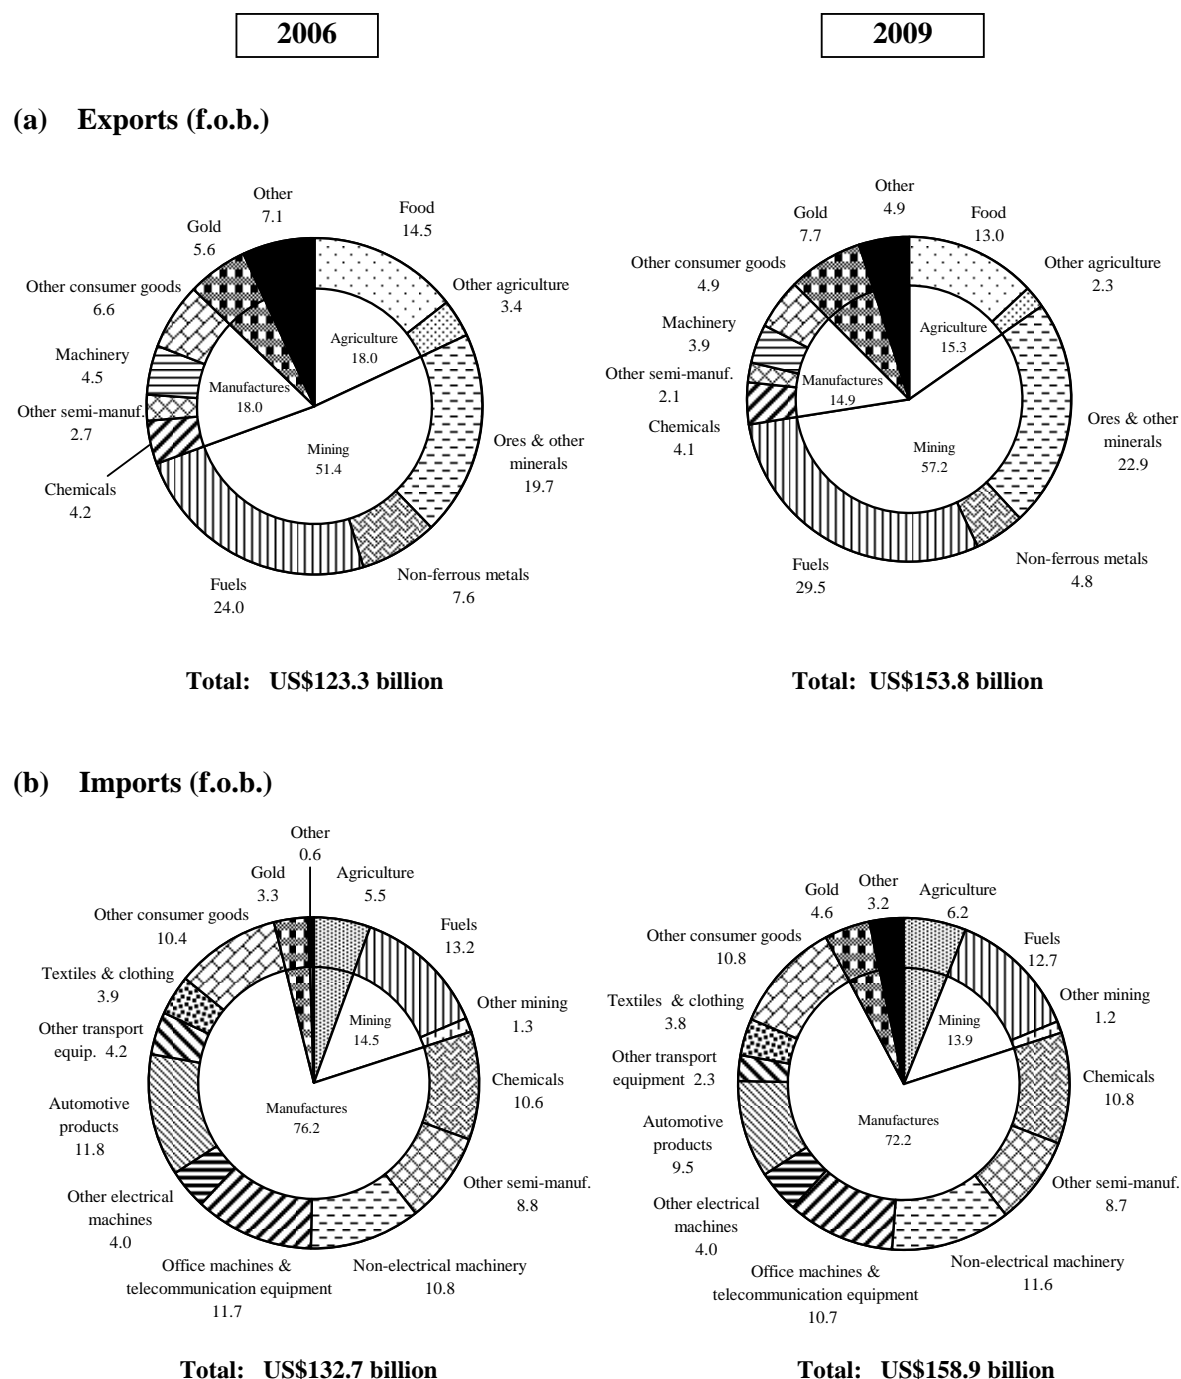 2006
2009
(a) Exports (f.o.b.)
Other
7.1
Food
14.5
Gold
5.6
Other agriculture
3.4
Other consumer goods
6.6
Agriculture
18.0
Machinery
4.5
Manufactures
18.0
Other semi-manuf.
2.7
Mining
51.4
Ores & other
minerals
19.7
Chemicals
4.2
Non-ferrous metals
7.6
Fuels
24.0
Total: US$123.3 billion
Other
4.9
Food
13.0
Gold
7.7
Other agriculture
2.3
Other consumer goods
4.9
Agriculture
15.3
Machinery
3.9
Other semi-manuf.
2.1
Manufactures
14.9
Chemicals
4.1
Mining
57.2
Ores & other
minerals
22.9
Non-ferrous metals
4.8
Fuels
29.5
Total: US$153.8 billion
(b) Imports (f.o.b.)
Other
0.6
Gold
3.3
Agriculture
5.5
Other consumer goods
10.4
Fuels
13.2
Textiles & clothing
3.9
Other mining
1.3
Mining
14.5
Other transport
equip. 4.2
Chemicals
10.6
Automotive
products
11.8
Manufactures
76.2
Other semi-manuf.
8.8
Other electrical
machines
4.0
Office machines &
telecommunication equipment
11.7
Non-electrical machinery
10.8
Total: US$132.7 billion
Gold
4.6
Other
3.2
Agriculture
6.2
Other consumer goods
10.8
Fuels
12.7
Textiles & clothing
3.8
Other mining
1.2
Mining
13.9
Other transport
equipment 2.3
Chemicals
10.8
Automotive
products
9.5
Manufactures
72.2
Other semi-manuf.
8.7
Other electrical
machines
4.0
Office machines &
telecommunication equipment
10.7
Non-electrical machinery
11.6
Total: US$158.9 billion